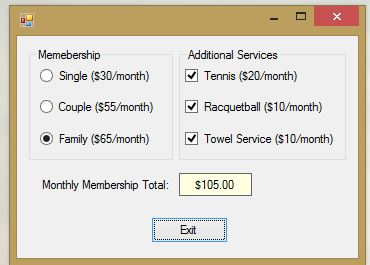 Memebership
Single ($30/month)
Couple ($55/month)
Family ($65/month)
Additional Services
Tennis ($20/month)
Racquetball ($10/month)
Towel Service ($10/month)
Monthly Membership Total: $105.00
Exit